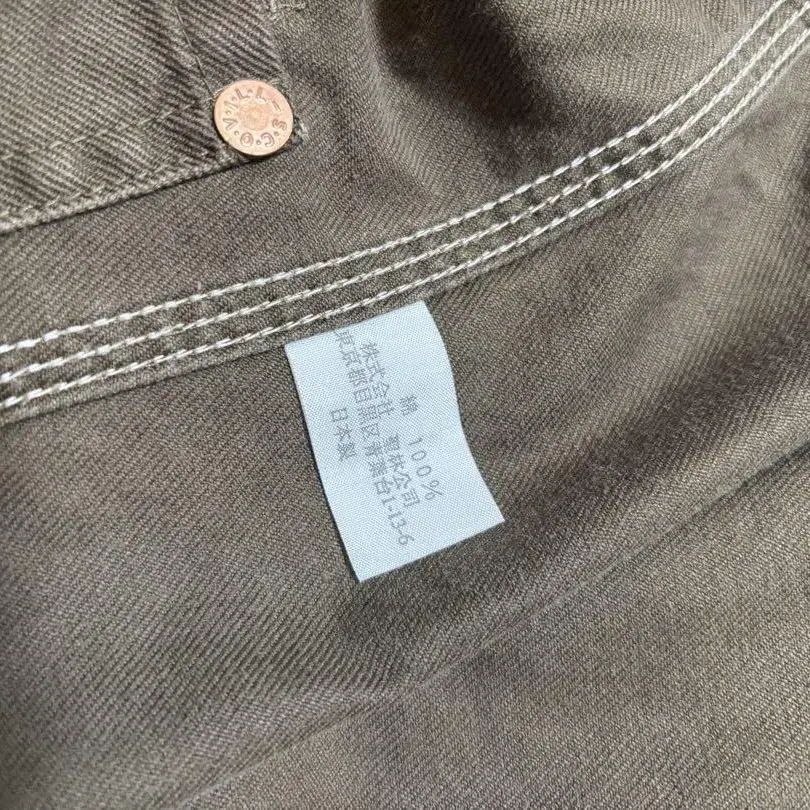 SCOVILL
綿 100%
株式会社 聖林公司
東京都目黒区青葉台1-13-6
日本製